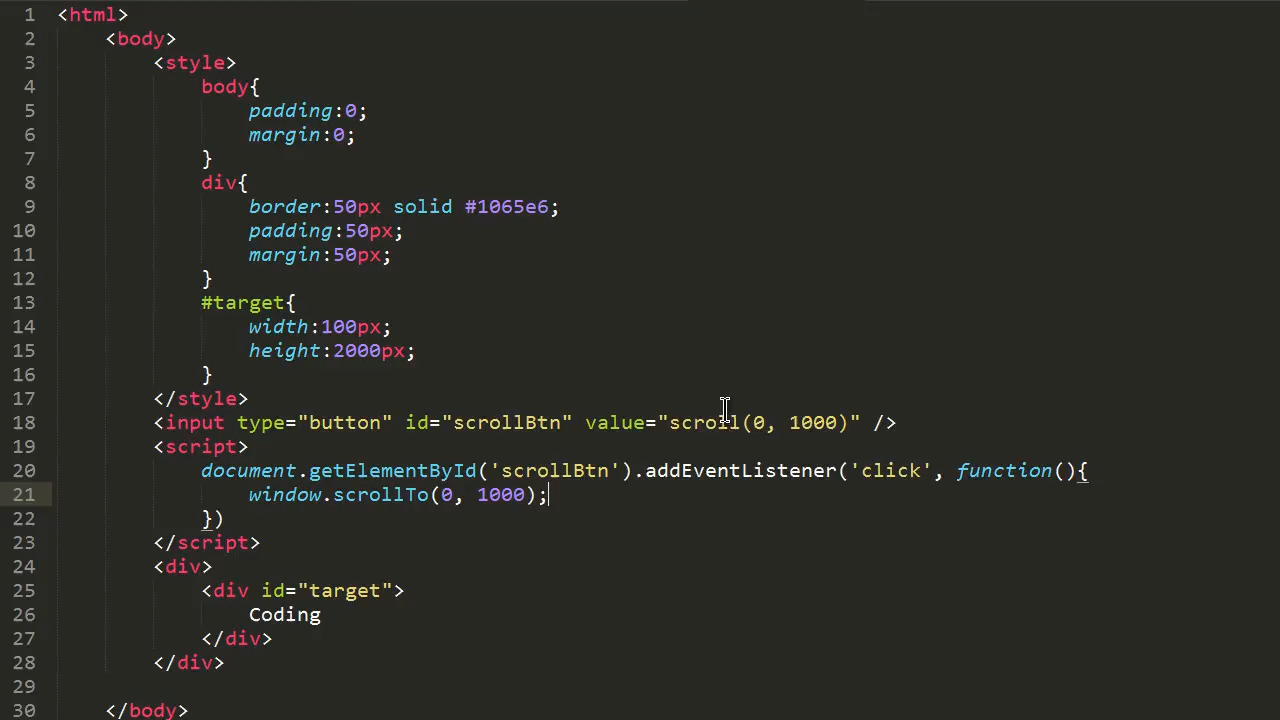 1 <html>
2 <body>
3 <style>
4 body{
5 padding:0;
6 margin:0;
7 }
8 div{
9 border:50px solid #1065e6;
10 padding:50px;
11 margin:50px;
12 }
13 #target{
14 width:100px;
15 height:2000px;
16 }
17 </style>
18 <input type="button" id="scrollBtn" value="scroll(0, 1000)" />
19 <script>
20 document.getElementById('scrollBtn').addEventListener('click', function(){
21 window.scrollTo(0, 1000);
22 })
23 </script>
24 <div>
25 <div id="target">
26 Coding
27 </div>
28 </div>
29
30 </body>